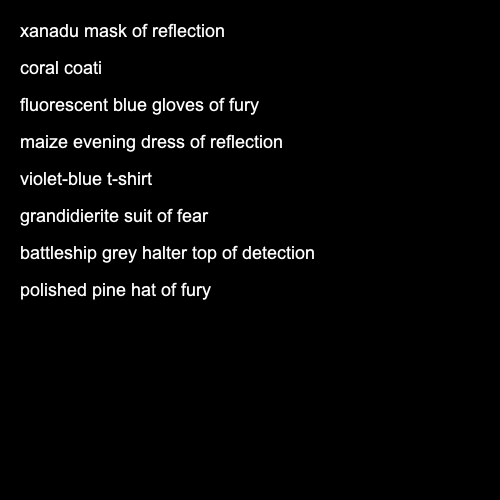 xanadu mask of reflection
coral coati
fluorescent blue gloves of fury
maize evening dress of reflection
violet-blue t-shirt
grandidierite suit of fear
battleship grey halter top of detection
polished pine hat of fury